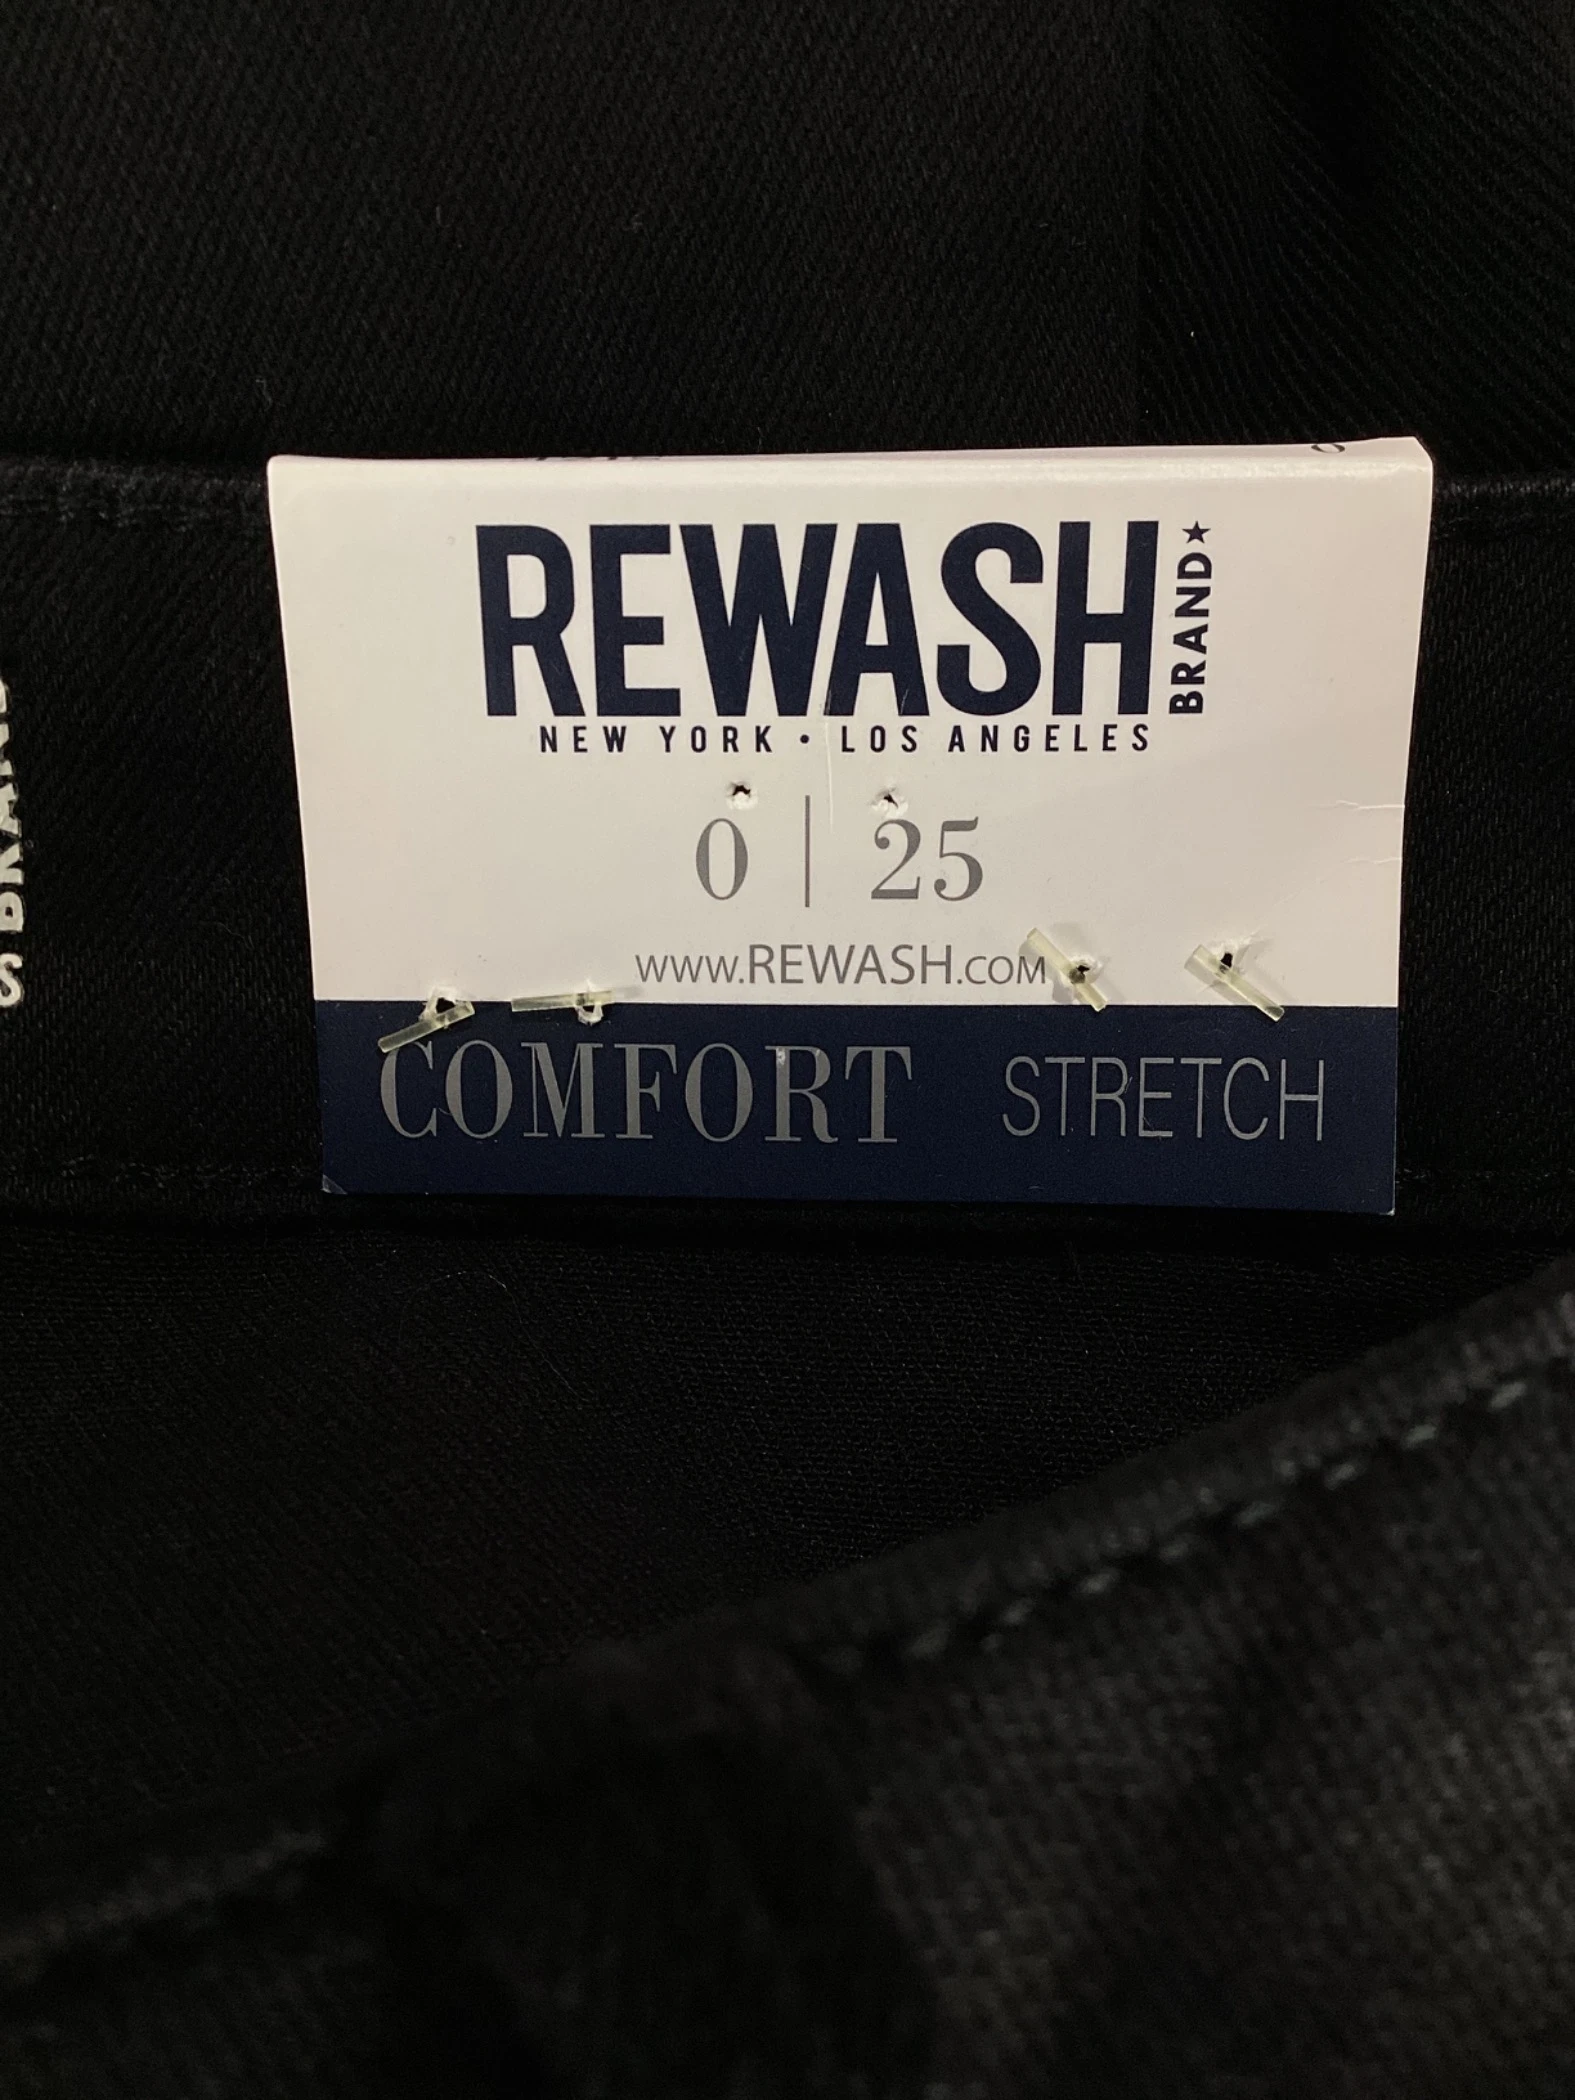 REWASH BRAND★
NEW YORK • LOS ANGELES
0 | 25
WWW.REWASH.COM
COMFORT STRETCH